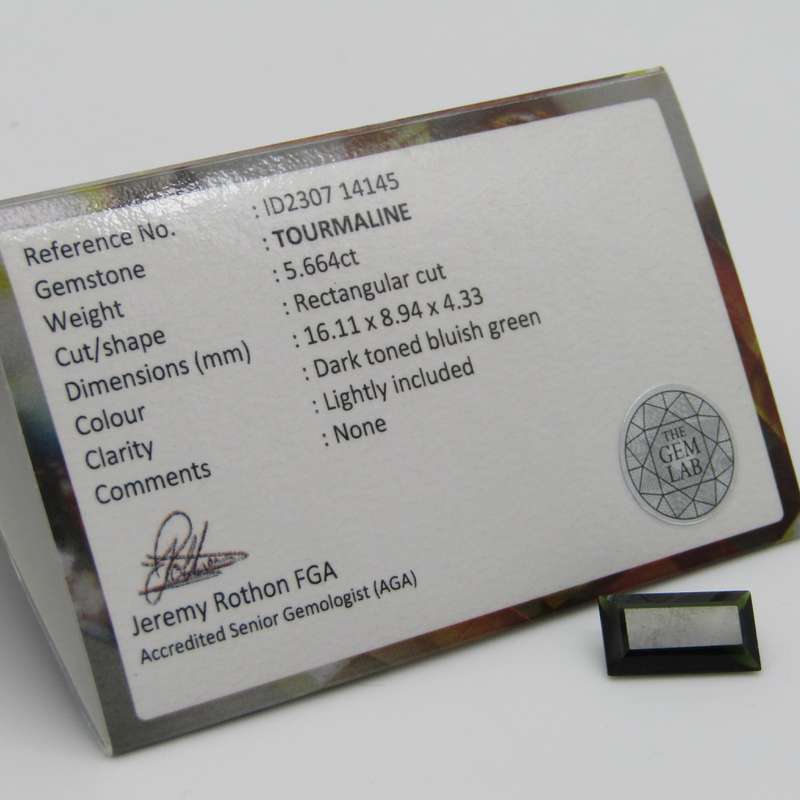 Reference No. : ID2307 14145
Gemstone : TOURMALINE
Weight : 5.664ct
Cut/shape : Rectangular cut
Dimensions (mm) : 16.11 x 8.94 x 4.33
Colour : Dark toned bluish green
Clarity : Lightly included
Comments : None
THE
GEM
LAB
Jeremy Rothon FGA
Accredited Senior Gemologist (AGA)